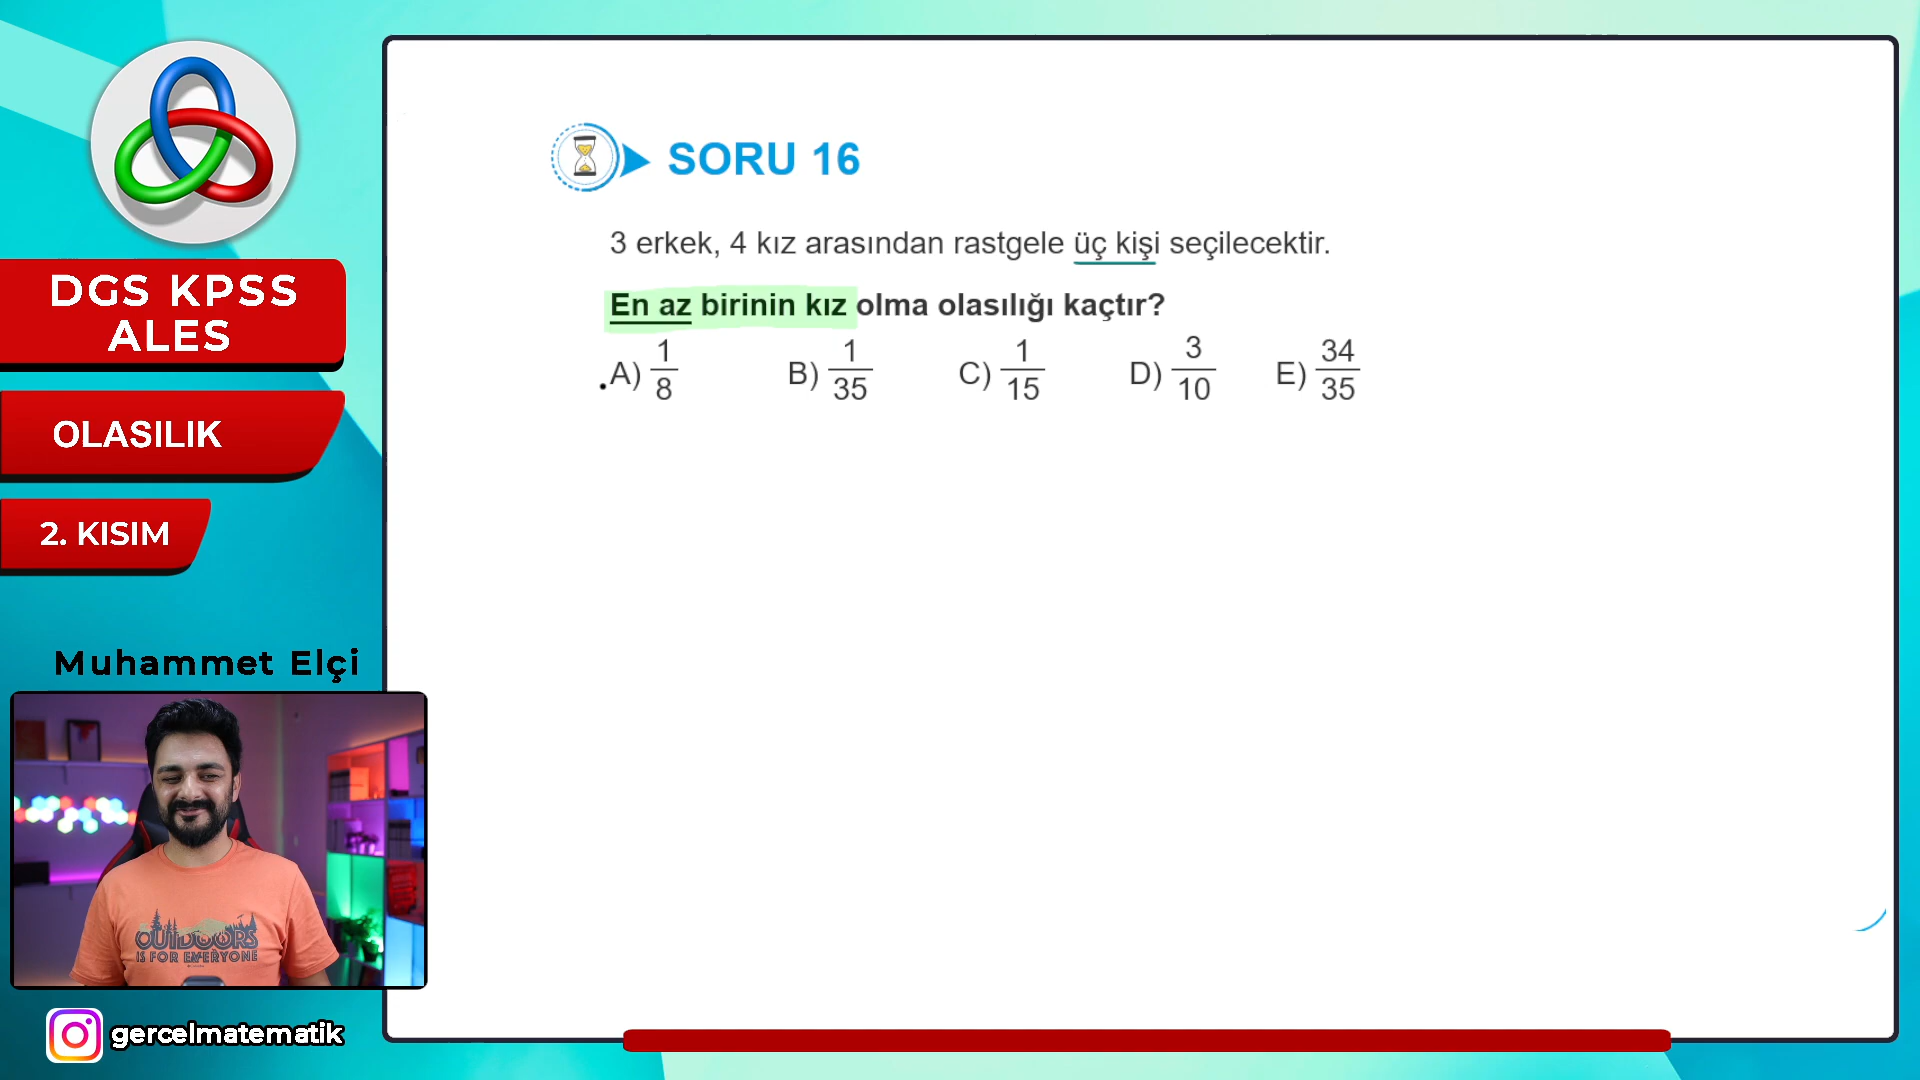 DGS KPSS
ALES
OLASILIK
2. KISIM
Muhammet Elçi
OUTDOORS
IS FOR EVERYONE
gercelmatematik
SORU 16
3 erkek, 4 kız arasından rastgele üç kişi seçilecektir.
En az birinin kız olma olasılığı kaçtır?
A) 1/8 B) 1/35 C) 1/15 D) 3/10 E) 34/35